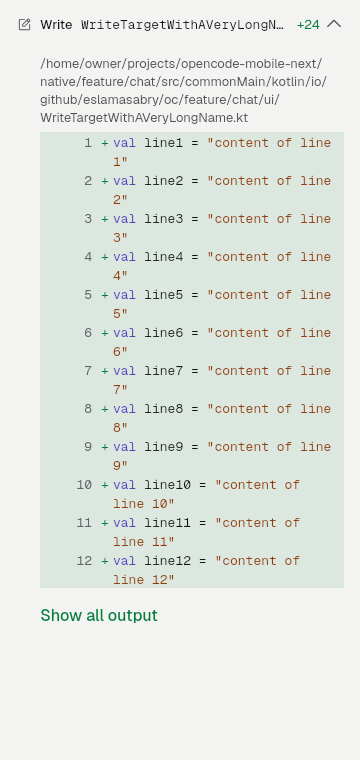 Write WriteTargetWithAVeryLongN… +24
/home/owner/projects/opencode-mobile-next/
native/feature/chat/src/commonMain/kotlin/io/
github/eslamasabry/oc/feature/chat/ui/
WriteTargetWithAVeryLongName.kt
1 + val line1 = "content of line
1"
2 + val line2 = "content of line
2"
3 + val line3 = "content of line
3"
4 + val line4 = "content of line
4"
5 + val line5 = "content of line
5"
6 + val line6 = "content of line
6"
7 + val line7 = "content of line
7"
8 + val line8 = "content of line
8"
9 + val line9 = "content of line
9"
10 + val line10 = "content of
line 10"
11 + val line11 = "content of
line 11"
12 + val line12 = "content of
line 12"
Show all output